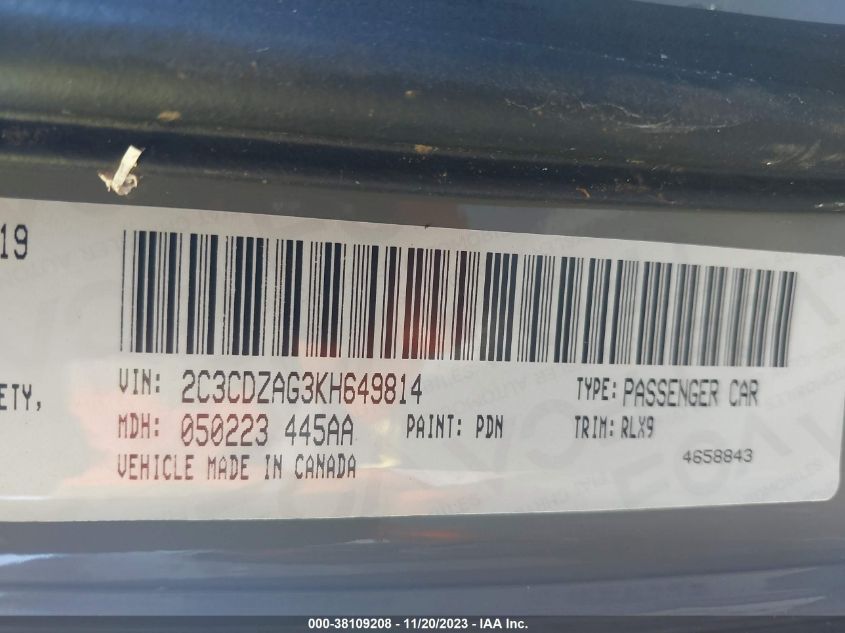 19
ETY,
VIN: 2C3CDZAG3KH649814 TYPE: PASSENGER CAR
MDH: 050223 445AA PAINT: PDN TRIM: RLX9
VEHICLE MADE IN CANADA 4658843
000-38109208 - 11/20/2023 - IAA Inc.